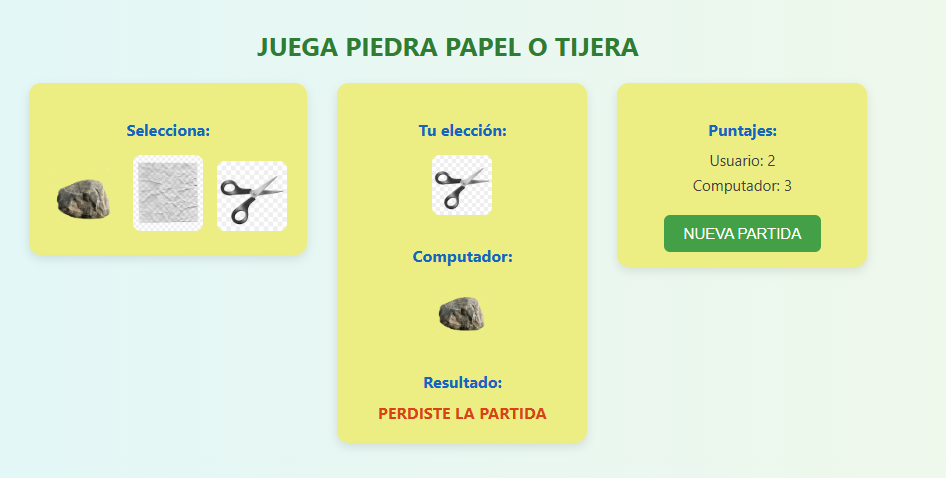 JUEGA PIEDRA PAPEL O TIJERA
Selecciona:
Tu elección:
Computador:
Resultado:
PERDISTE LA PARTIDA
Puntajes:
Usuario: 2
Computador: 3
NUEVA PARTIDA